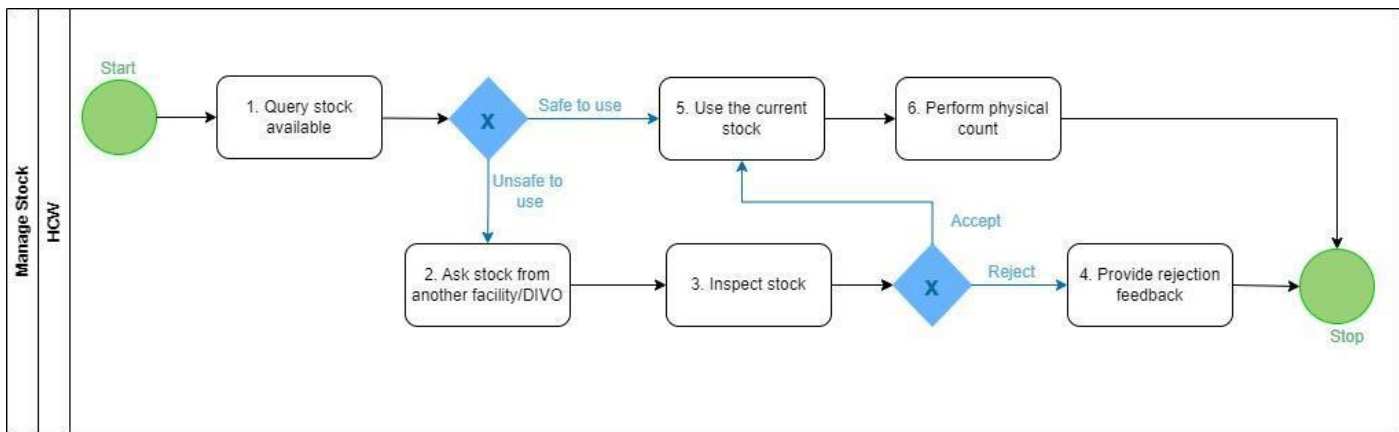 Manage Stock
HCW
Start
1. Query stock
available
X
Safe to use
5. Use the current
stock
6. Perform physical
count
Unsafe to
use
2. Ask stock from
another facility/DIVO
3. Inspect stock
X
Accept
Reject
4. Provide rejection
feedback
Stop